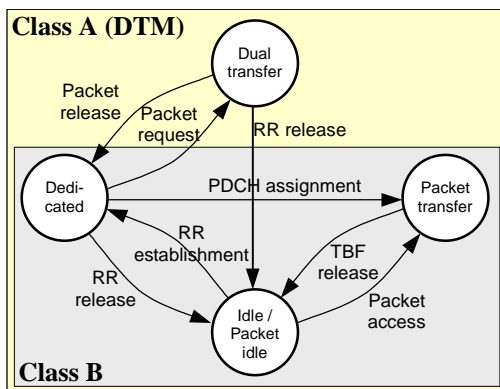 Class A (DTM)
Dual
transfer
Packet
release
Packet
request
RR release
Dedi-
cated
PDCH assignment
Packet
transfer
RR
establishment
TBF
release
RR
release
Packet
access
Idle /
Packet
idle
Class B